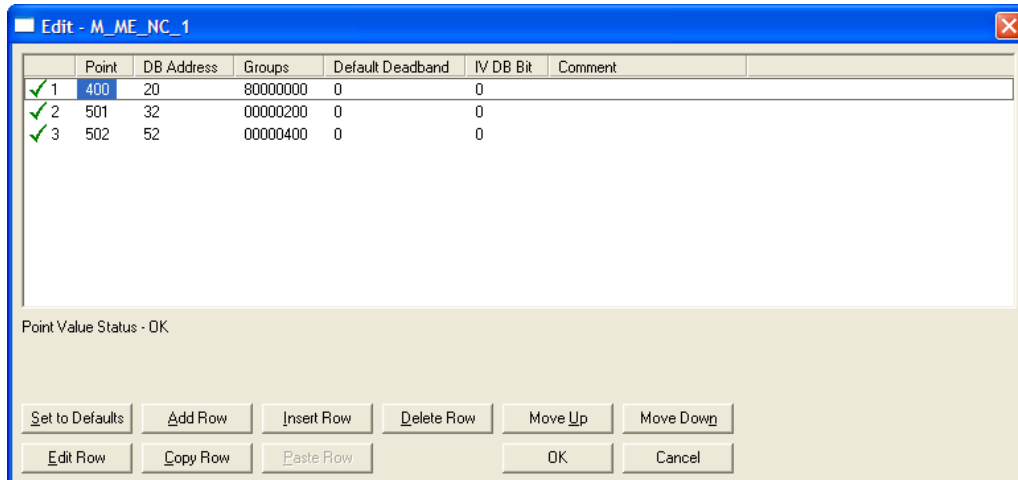 Edit - M_ME_NC_1
Point DB Address Groups Default Deadband IV DB Bit Comment
1 400 20 80000000 0 0
2 501 32 00000200 0 0
3 502 52 00000400 0 0
Point Value Status - OK
Set to Defaults Add Row Insert Row Delete Row Move Up Move Down
Edit Row Copy Row Paste Row OK Cancel